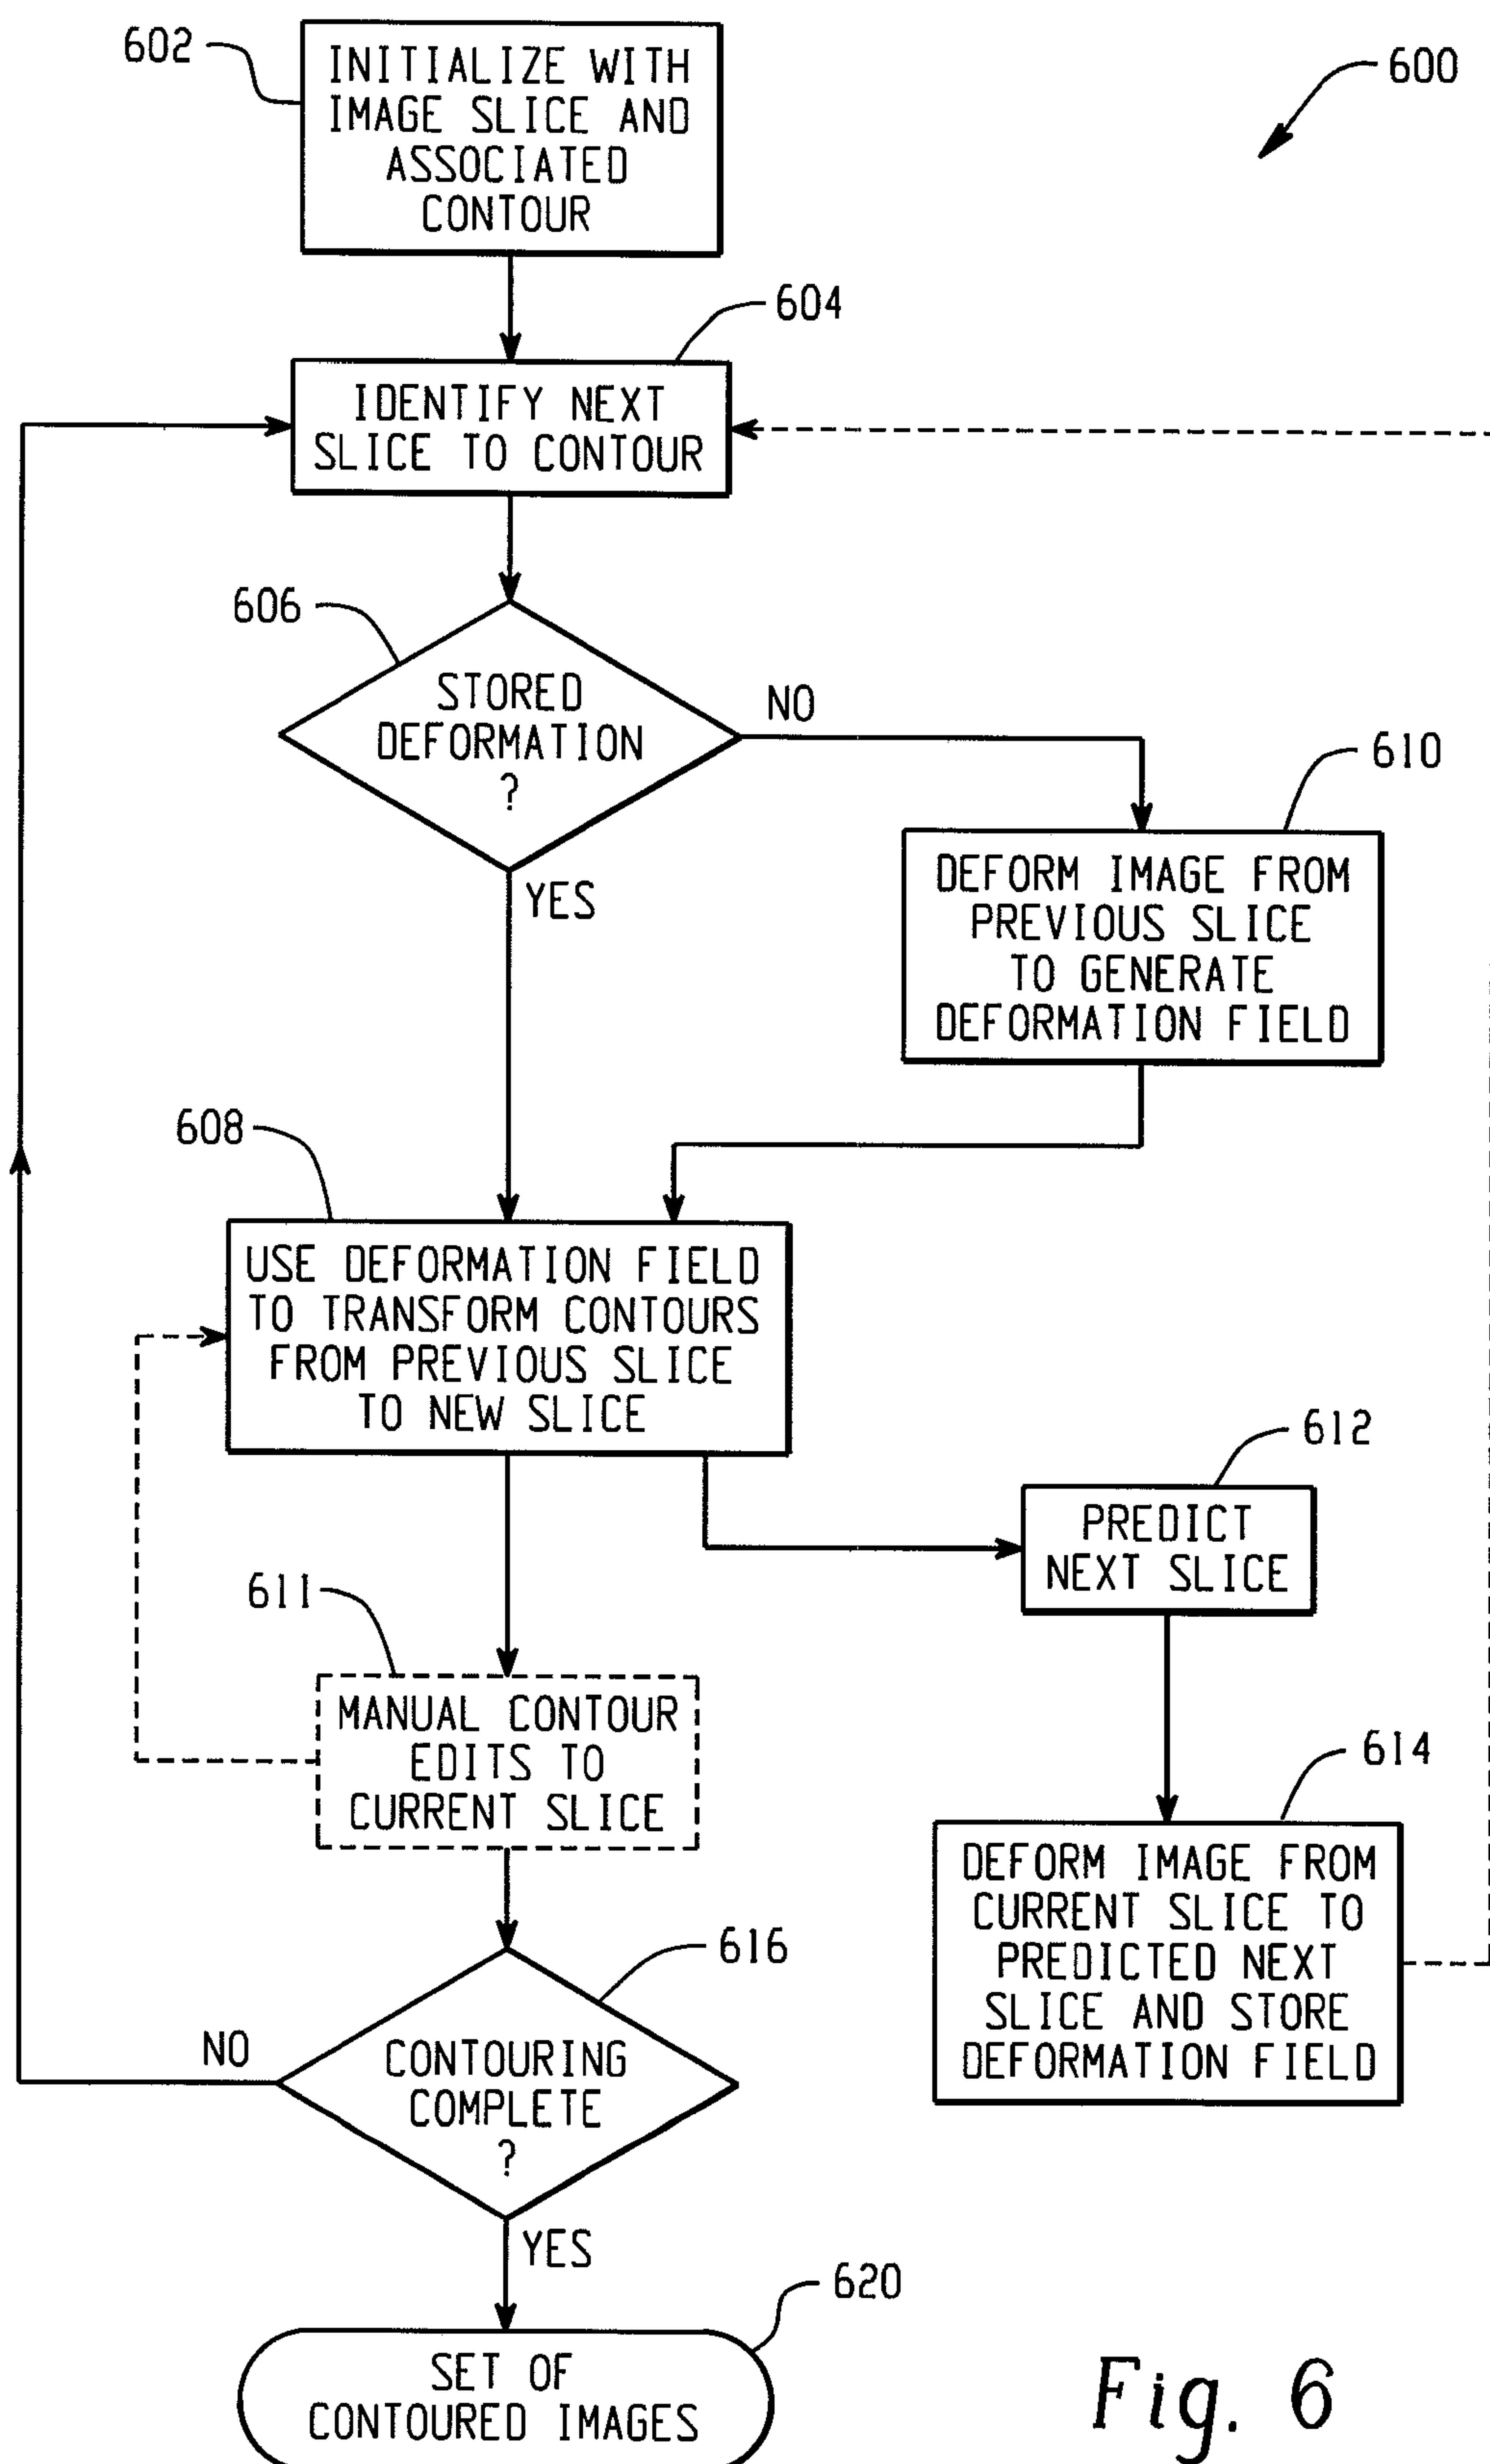 602
INITIALIZE WITH
IMAGE SLICE AND
ASSOCIATED
CONTOUR
600
604
IDENTIFY NEXT
SLICE TO CONTOUR
606
STORED
DEFORMATION
?
NO
YES
610
DEFORM IMAGE FROM
PREVIOUS SLICE
TO GENERATE
DEFORMATION FIELD
608
USE DEFORMATION FIELD
TO TRANSFORM CONTOURS
FROM PREVIOUS SLICE
TO NEW SLICE
612
PREDICT
NEXT SLICE
611
MANUAL CONTOUR
EDITS TO
CURRENT SLICE
614
DEFORM IMAGE FROM
CURRENT SLICE TO
PREDICTED NEXT
SLICE AND STORE
DEFORMATION FIELD
616
CONTOURING
COMPLETE
?
NO
YES
620
SET OF
CONTOURED IMAGES
Fig. 6